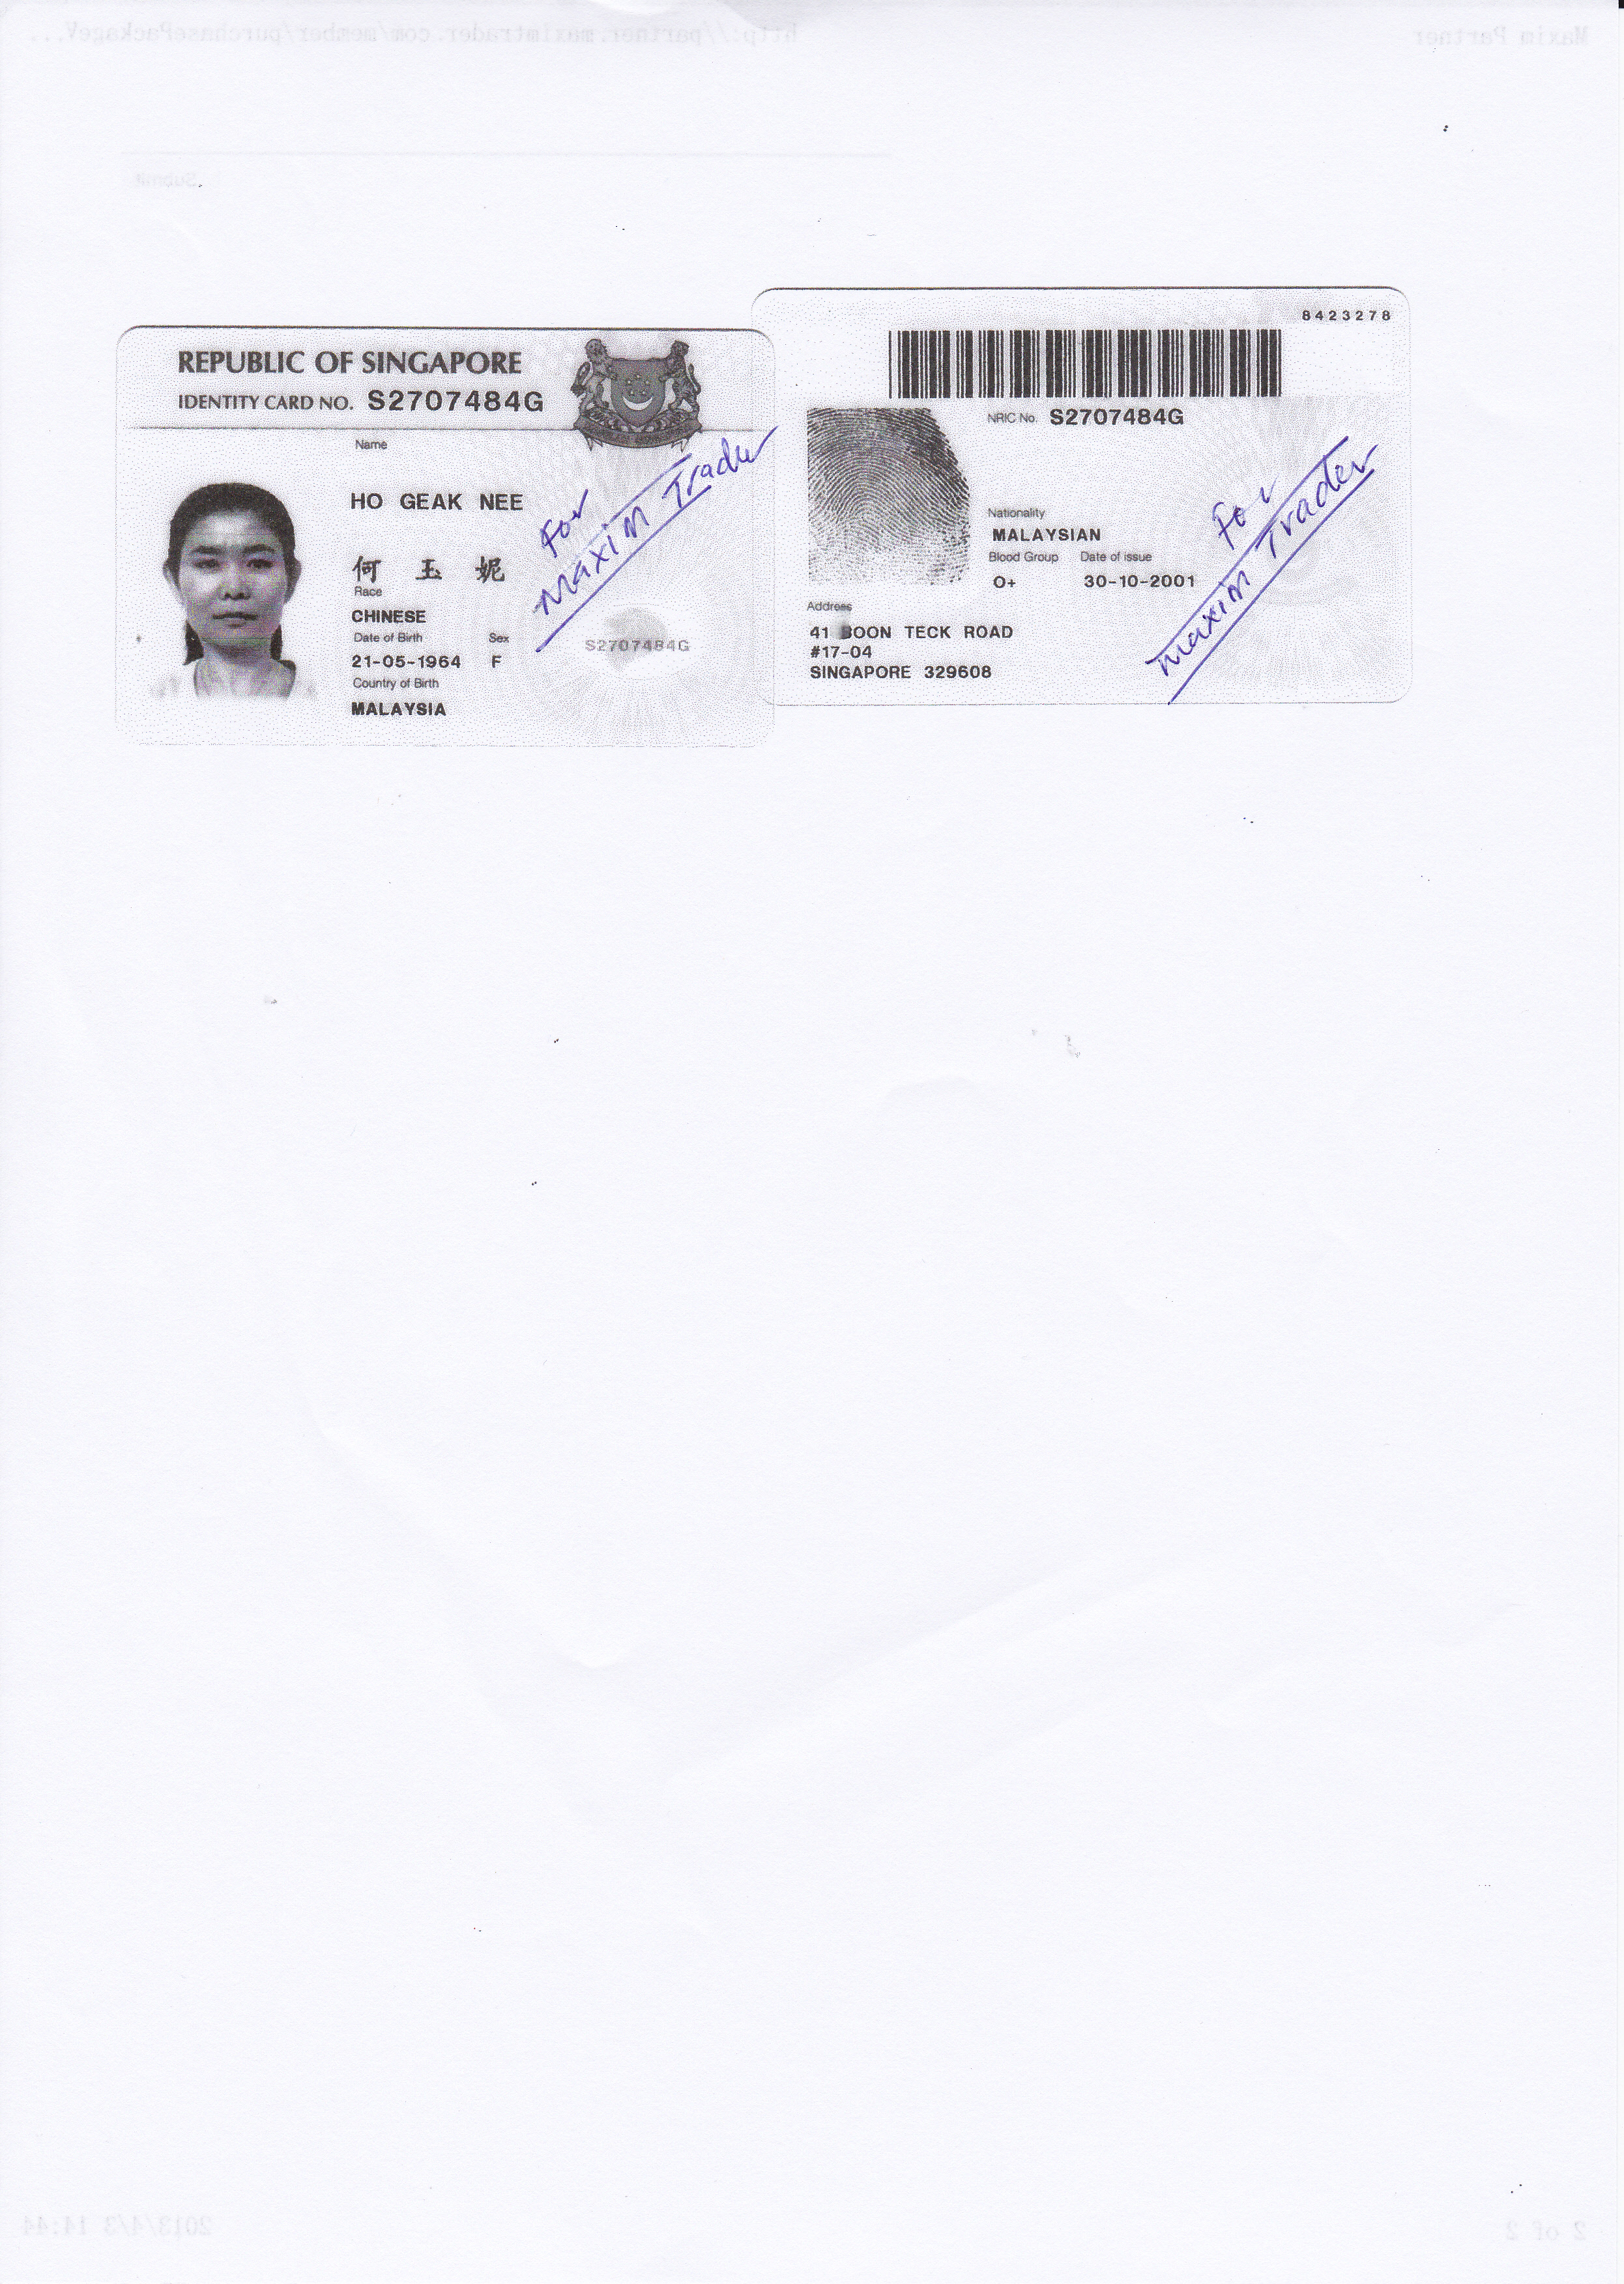 Maxim Partner
http://partner.maximtrader.com/member/purchasePackageV...
Submit
REPUBLIC OF SINGAPORE
IDENTITY CARD NO. S2707484G
Name
HO GEAK NEE
何 玉 妮
Race
CHINESE
Date of Birth Sex
21-05-1964 F
Country of Birth
MALAYSIA
S2707484G
For
Maxim Trader
8423278
NRIC No. S2707484G
Nationality
MALAYSIAN
Blood Group Date of issue
O+ 30-10-2001
Address
41 BOON TECK ROAD
#17-04
SINGAPORE 329608
For
Maxim Trader
2013/4/3 14:44
2 of 2